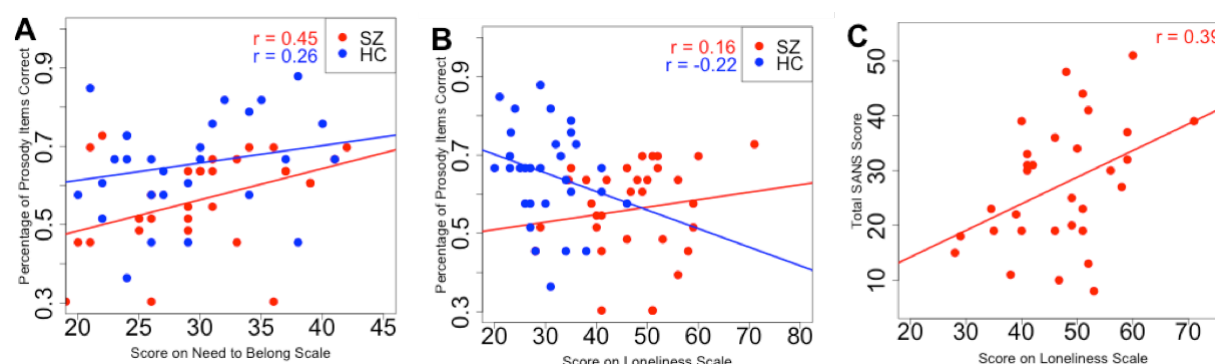 A
r = 0.45
r = 0.26
SZ
HC
Percentage of Prosody Items Correct
0.9
0.7
0.5
0.3
20 25 30 35 40 45
Score on Need to Belong Scale
B
r = 0.16
r = -0.22
SZ
HC
Percentage of Prosody Items Correct
0.9
0.7
0.5
0.3
20 30 40 50 60 70 80
Score on Loneliness Scale
C
r = 0.39
Total SANS Score
50
40
30
20
10
20 30 40 50 60 70
Score on Loneliness Scale